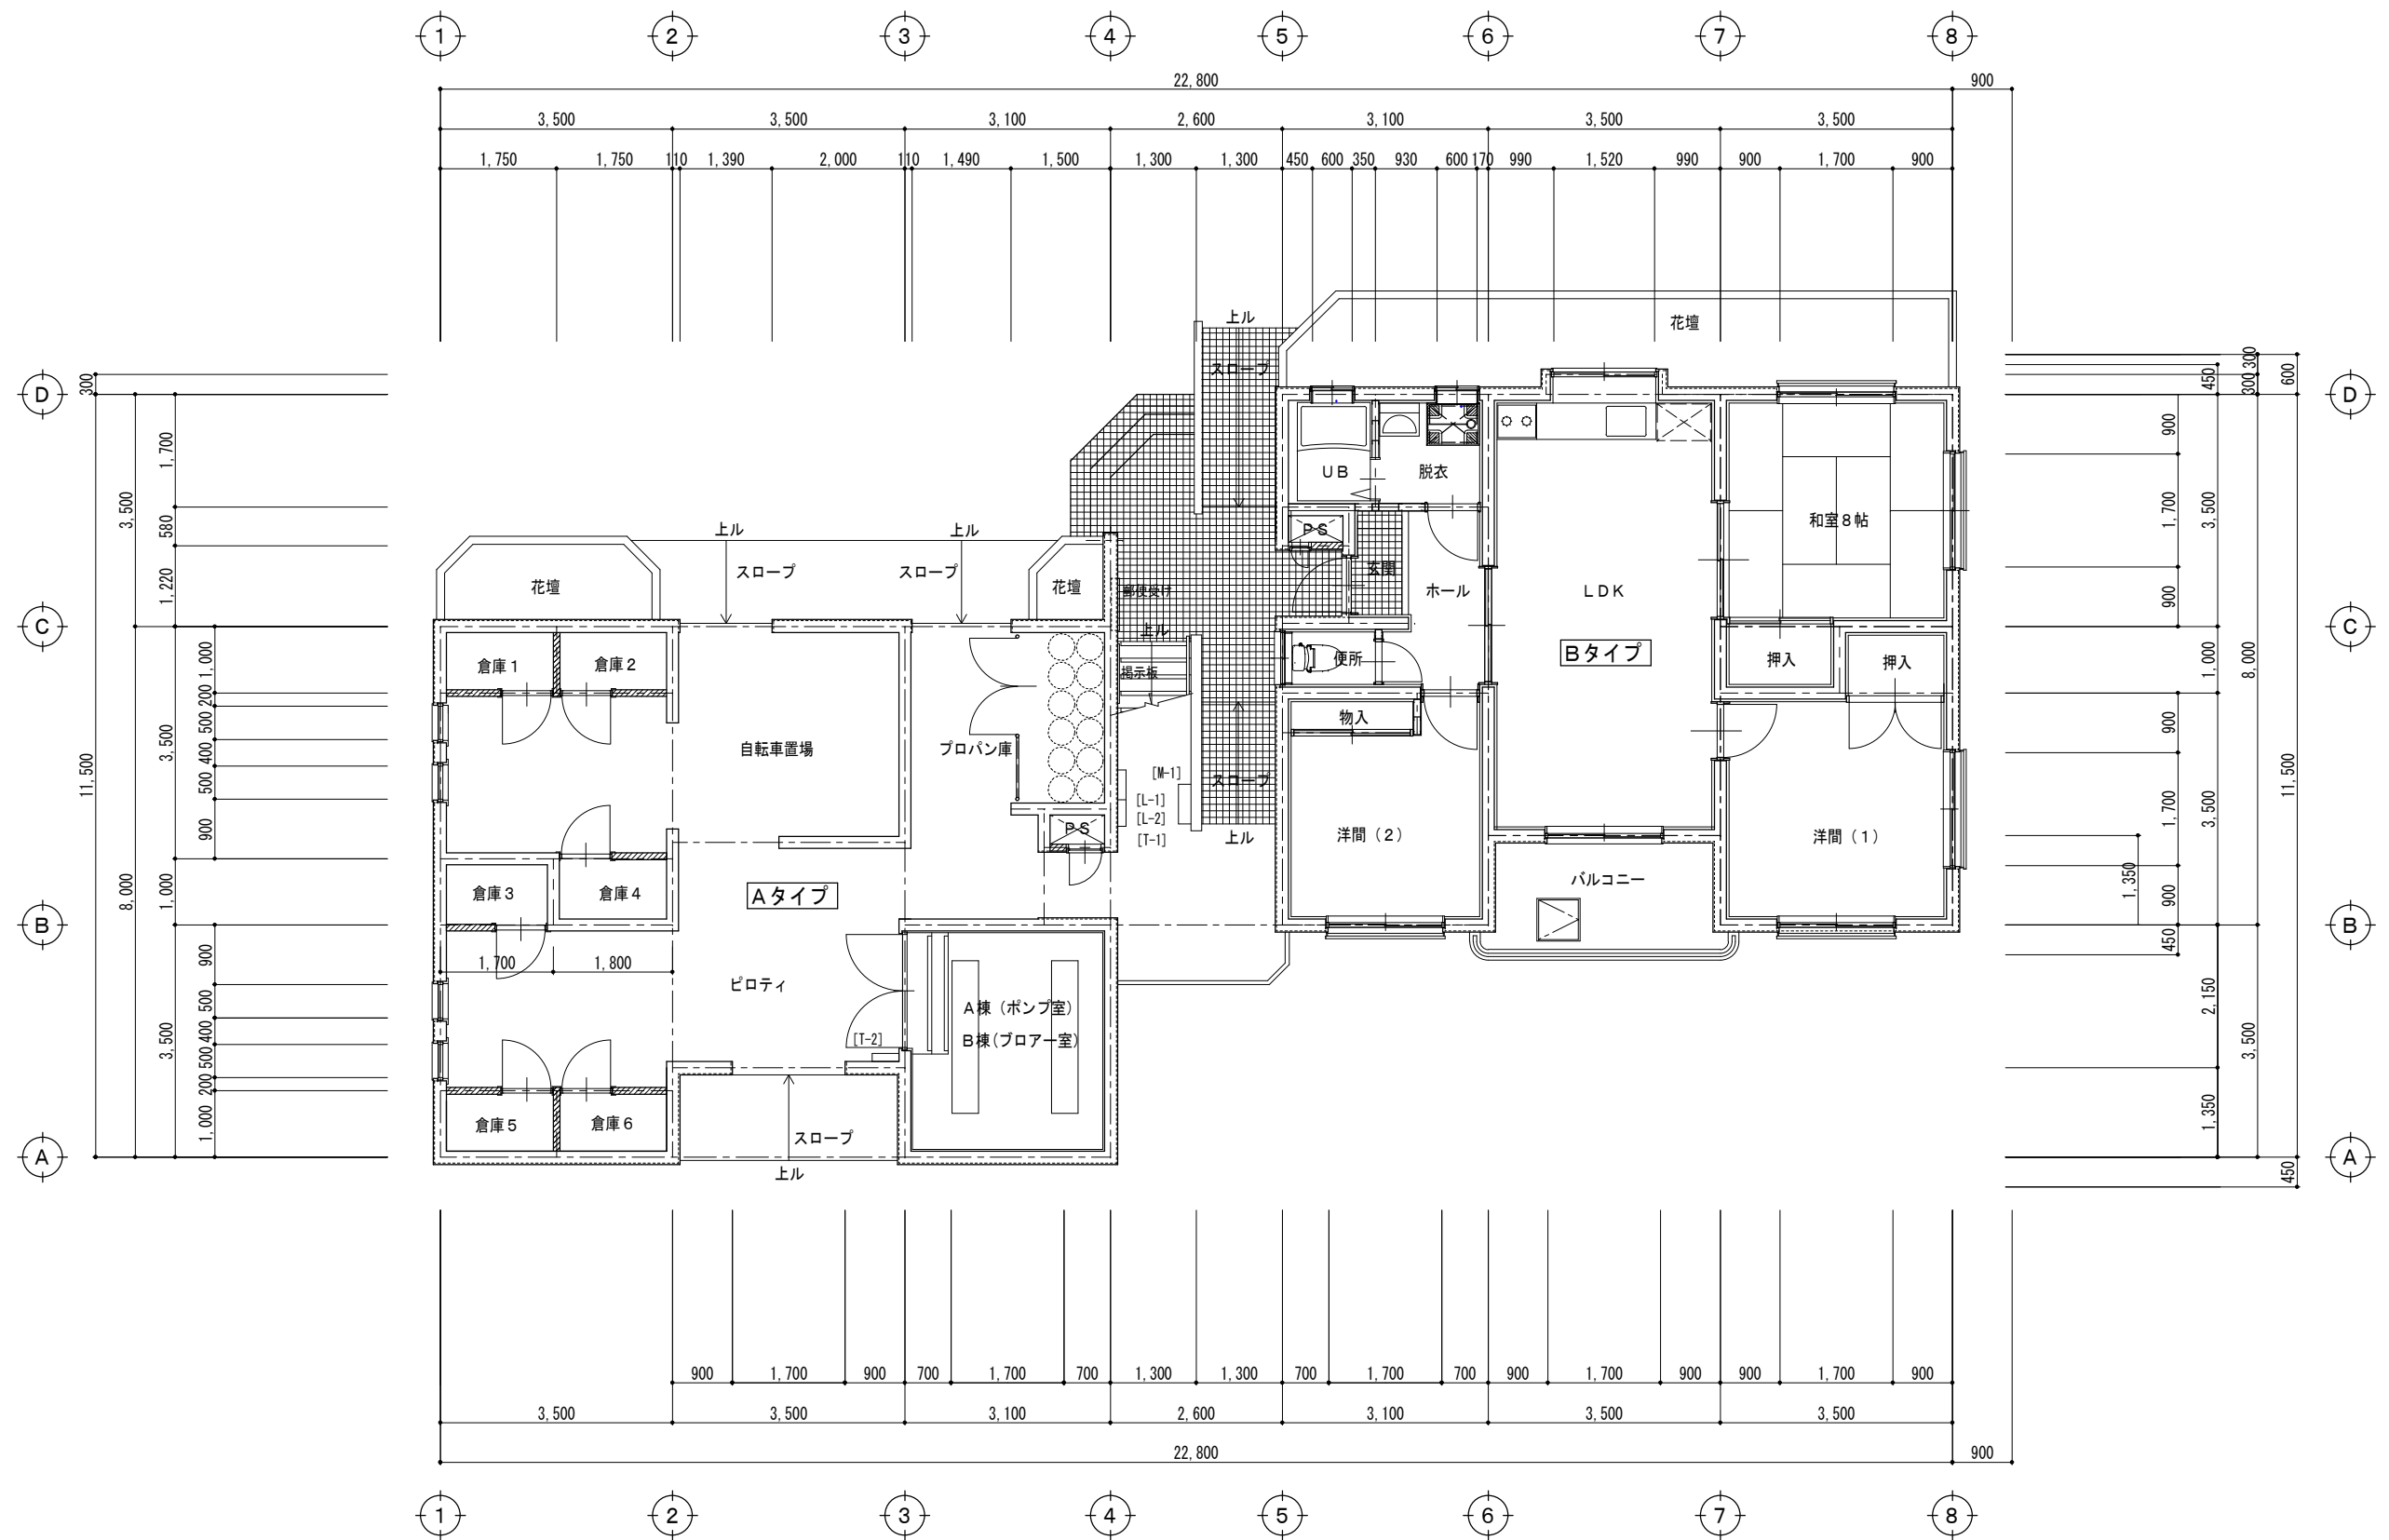 1 2 3 4 5 6 7 8
22,800 900
3,500 3,500 3,100 2,600 3,100 3,500 3,500
1,750 1,750 110 1,390 2,000 110 1,490 1,500 1,300 1,300 450 600 350 930 600 170 990 1,520 990 900 1,700 900
上ル
花壇
スロープ
D
300
300
300
450
600
D
1,700
3,500
580
1,220
UB
脱衣
和室8帖
PS
玄関
ホール
LDK
900
1,700
3,500
900
上ル
上ル
スロープ
スロープ
花壇
花壇
郵便受け
上ル
掲示板
C
C
倉庫1
倉庫2
便所
Bタイプ
押入
押入
物入
1,000
200
500
400
500
900
3,500
11,500
自転車置場
プロパン庫
[M-1]
[L-1]
[L-2]
[T-1]
スロープ
上ル
PS
洋間(2)
洋間(1)
バルコニー
1,000
8,000
900
1,700
3,500
11,500
1,350
900
倉庫3
倉庫4
Aタイプ
1,000
8,000
B
B
450
1,700
1,800
ピロティ
A棟(ポンプ室)
B棟(ブロアー室)
[T-2]
900
500
400
500
200
1,000
3,500
2,150
3,500
1,350
倉庫5
倉庫6
スロープ
上ル
A
A
450
900 1,700 900 700 1,700 700 1,300 1,300 700 1,700 700 900 1,700 900 900 1,700 900
3,500 3,500 3,100 2,600 3,100 3,500 3,500
22,800 900
1 2 3 4 5 6 7 8